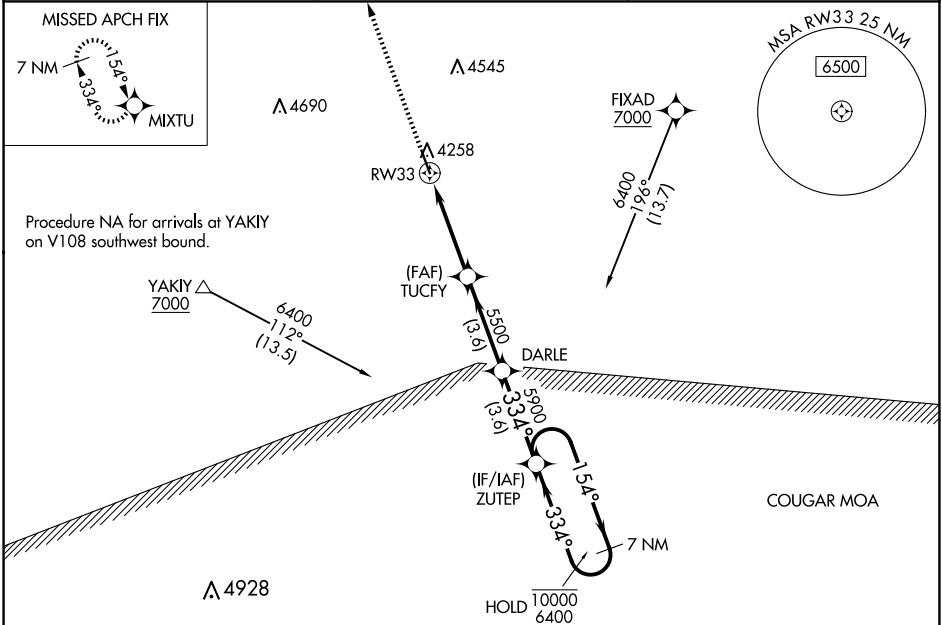 MISSED APCH FIX
7 NM
154°
334°
MIXTU
4690
4545
4258
RW33
FIXAD
7000
6400
196°
(13.7)
MSA RW33 25 NM
6500
Procedure NA for arrivals at YAKIY
on V108 southwest bound.
YAKIY
7000
6400
112°
(13.5)
(FAF)
TUCFY
5500
(3.6)
DARLE
5900
334°
(3.6)
(IF/IAF)
ZUTEP
154°
334°
7 NM
COUGAR MOA
4928
HOLD
10000
6400